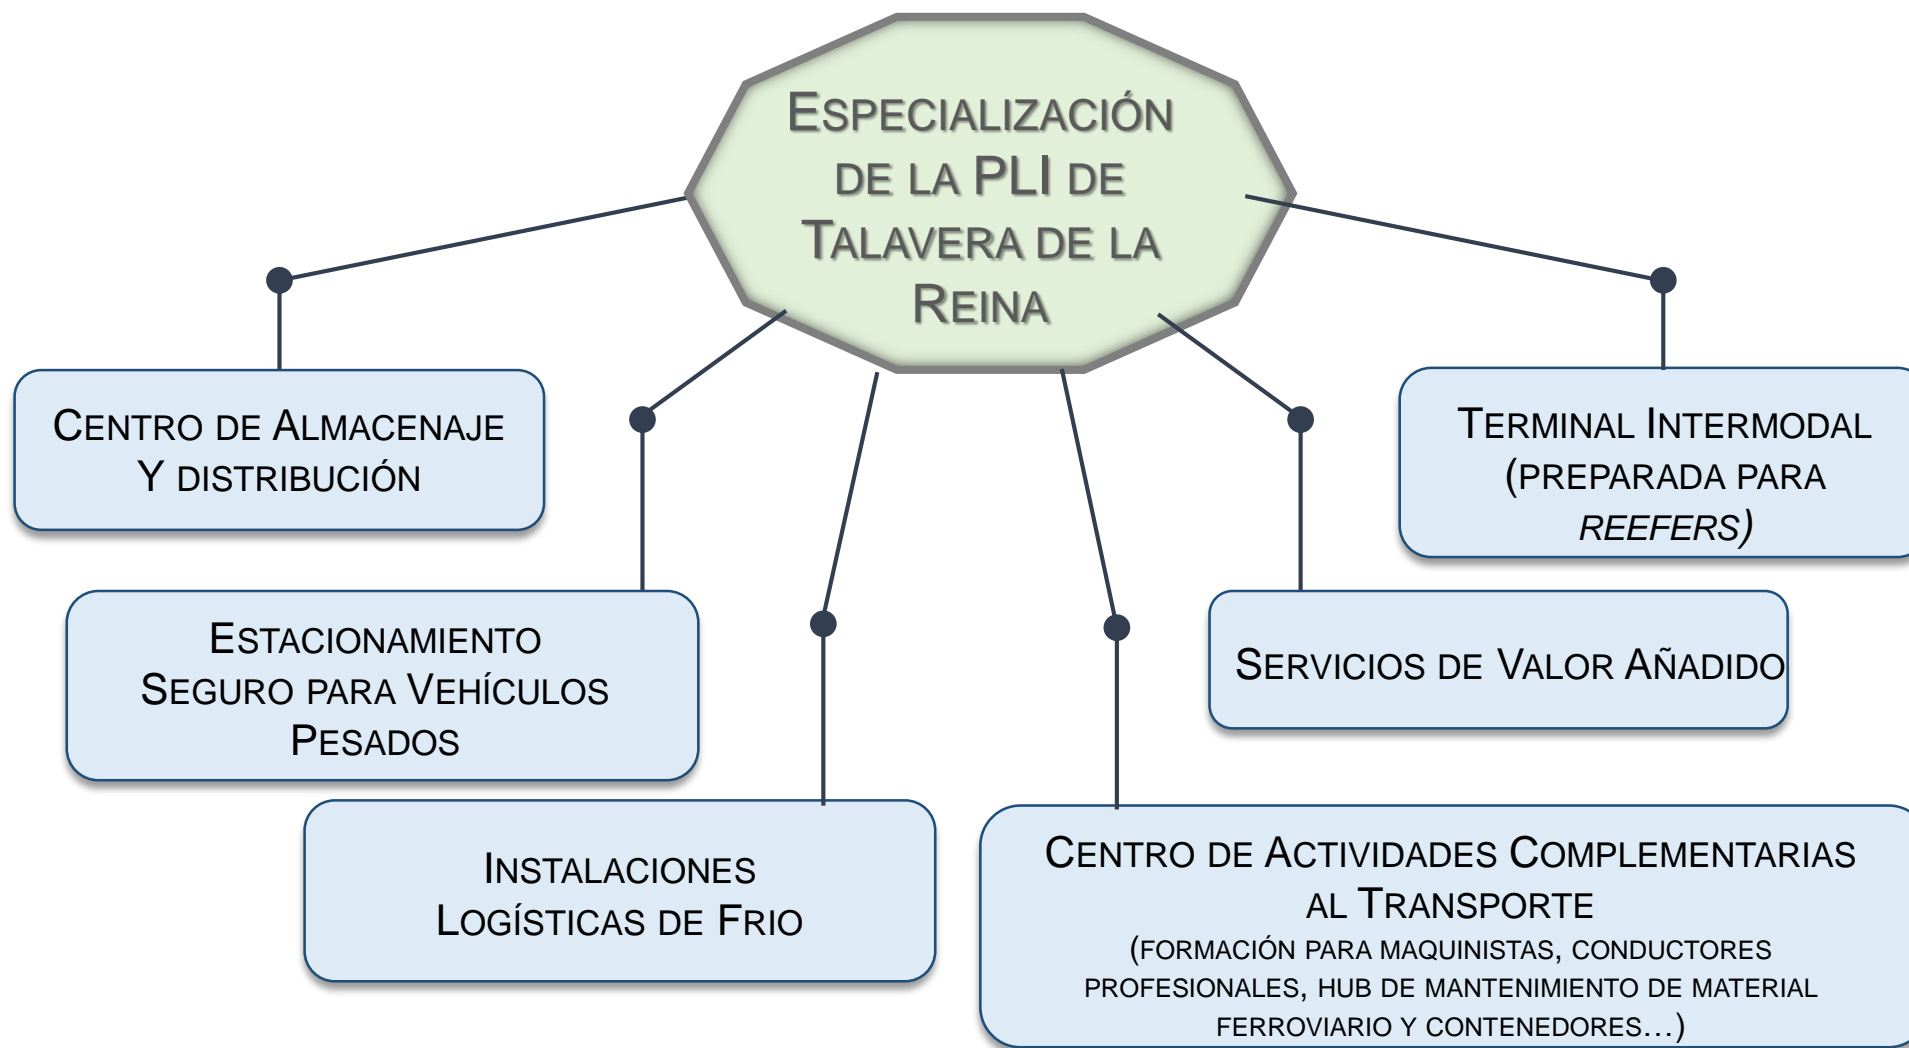 ESPECIALIZACIÓN
DE LA PLI DE
TALAVERA DE LA
REINA
CENTRO DE ALMACENAJE
Y DISTRIBUCIÓN
TERMINAL INTERMODAL
(PREPARADA PARA
REEFERS)
ESTACIONAMIENTO
SEGURO PARA VEHÍCULOS
PESADOS
SERVICIOS DE VALOR AÑADIDO
INSTALACIONES
LOGÍSTICAS DE FRIO
CENTRO DE ACTIVIDADES COMPLEMENTARIAS
AL TRANSPORTE
(FORMACIÓN PARA MAQUINISTAS, CONDUCTORES
PROFESIONALES, HUB DE MANTENIMIENTO DE MATERIAL
FERROVIARIO Y CONTENEDORES…)